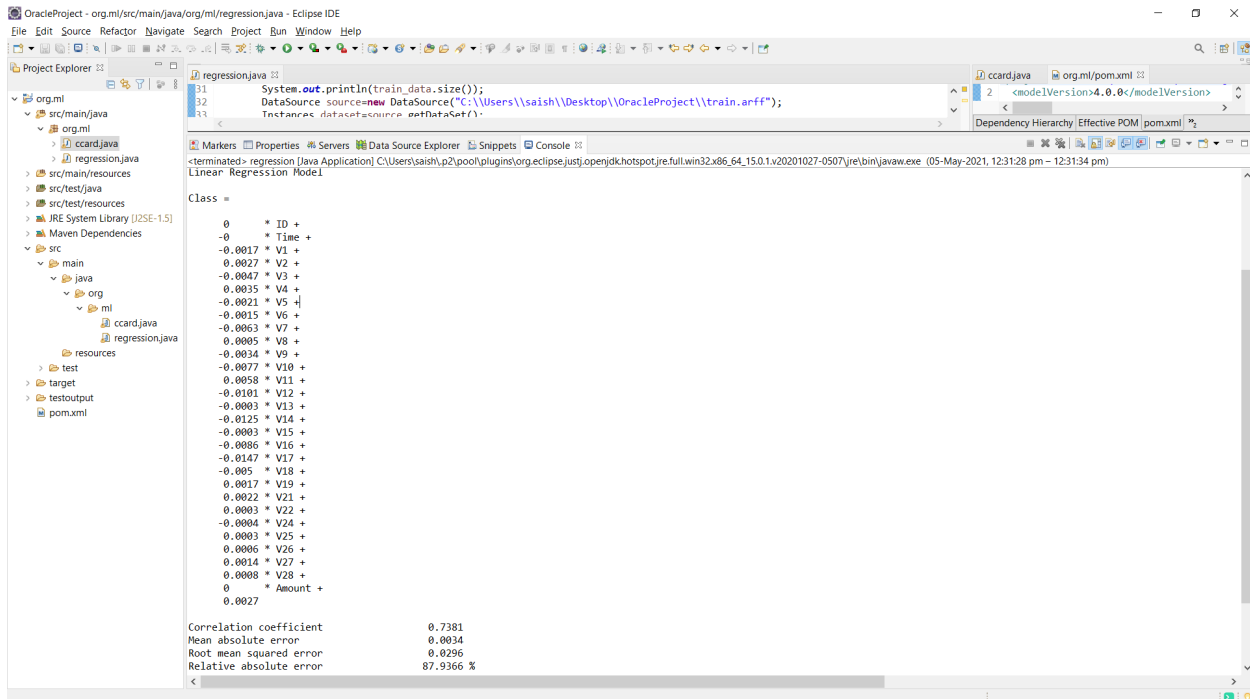 OracleProject - org.ml/src/main/java/org/ml/regression.java - Eclipse IDE
File Edit Source Refactor Navigate Search Project Run Window Help
Project Explorer
org.ml
src/main/java
org.ml
ccard.java
regression.java
src/main/resources
src/test/java
src/test/resources
JRE System Library [J2SE-1.5]
Maven Dependencies
src
main
java
org
ml
ccard.java
regression.java
resources
test
target
testoutput
pom.xml
regression.java
31 System.out.println(train_data.size());
32 DataSource source=new DataSource("C:\\Users\\saish\\Desktop\\OracleProject\\train.arff");
33 Instances dataset=source.getDataSet();
ccard.java org.ml/pom.xml
2 <modelVersion>4.0.0</modelVersion>
Dependency Hierarchy Effective POM pom.xml »2
Markers Properties Servers Data Source Explorer Snippets Console
<terminated> regression [Java Application] C:\Users\saish\.p2\pool\plugins\org.eclipse.justj.openjdk.hotspot.jre.full.win32.x86_64_15.0.1.v20201027-0507\jre\bin\javaw.exe (05-May-2021, 12:31:28 pm – 12:31:34 pm)
Linear Regression Model
Class =
0 * ID +
-0 * Time +
-0.0017 * V1 +
0.0027 * V2 +
-0.0047 * V3 +
0.0035 * V4 +
-0.0021 * V5 +
-0.0015 * V6 +
-0.0063 * V7 +
0.0005 * V8 +
-0.0034 * V9 +
-0.0077 * V10 +
0.0058 * V11 +
-0.0101 * V12 +
-0.0003 * V13 +
-0.0125 * V14 +
-0.0003 * V15 +
-0.0086 * V16 +
-0.0147 * V17 +
-0.005 * V18 +
0.0017 * V19 +
0.0022 * V21 +
0.0003 * V22 +
-0.0004 * V24 +
0.0003 * V25 +
0.0006 * V26 +
0.0014 * V27 +
0.0008 * V28 +
0 * Amount +
0.0027
Correlation coefficient 0.7381
Mean absolute error 0.0034
Root mean squared error 0.0296
Relative absolute error 87.9366 %